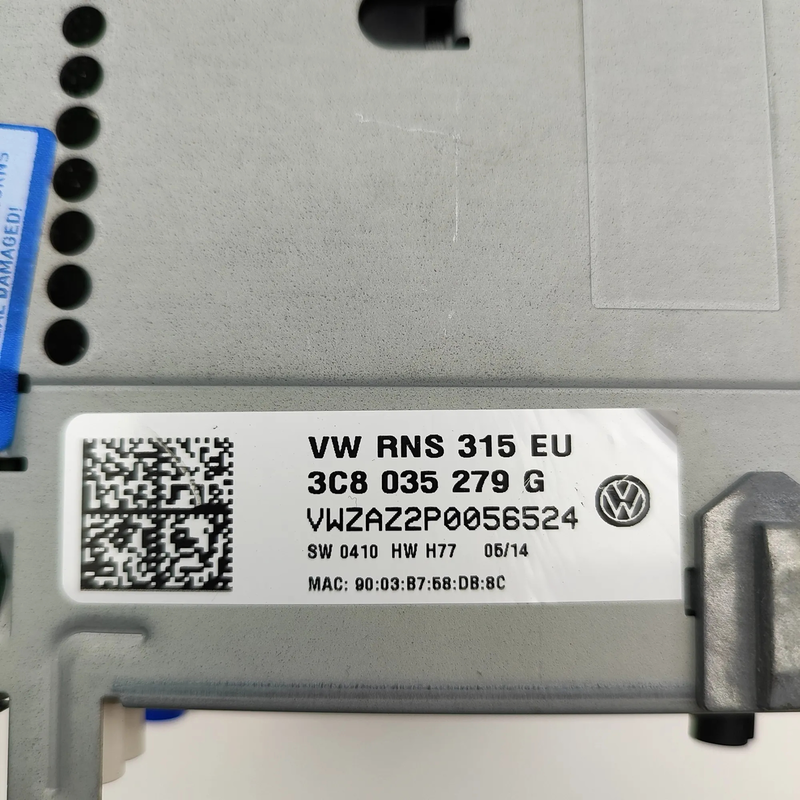 DAMAGED!
VW RNS 315 EU
3C8 035 279 G
VWZAZ2P0056524
SW 0410 HW H77 05/14
MAC: 90:03:B7:58:DB:8C